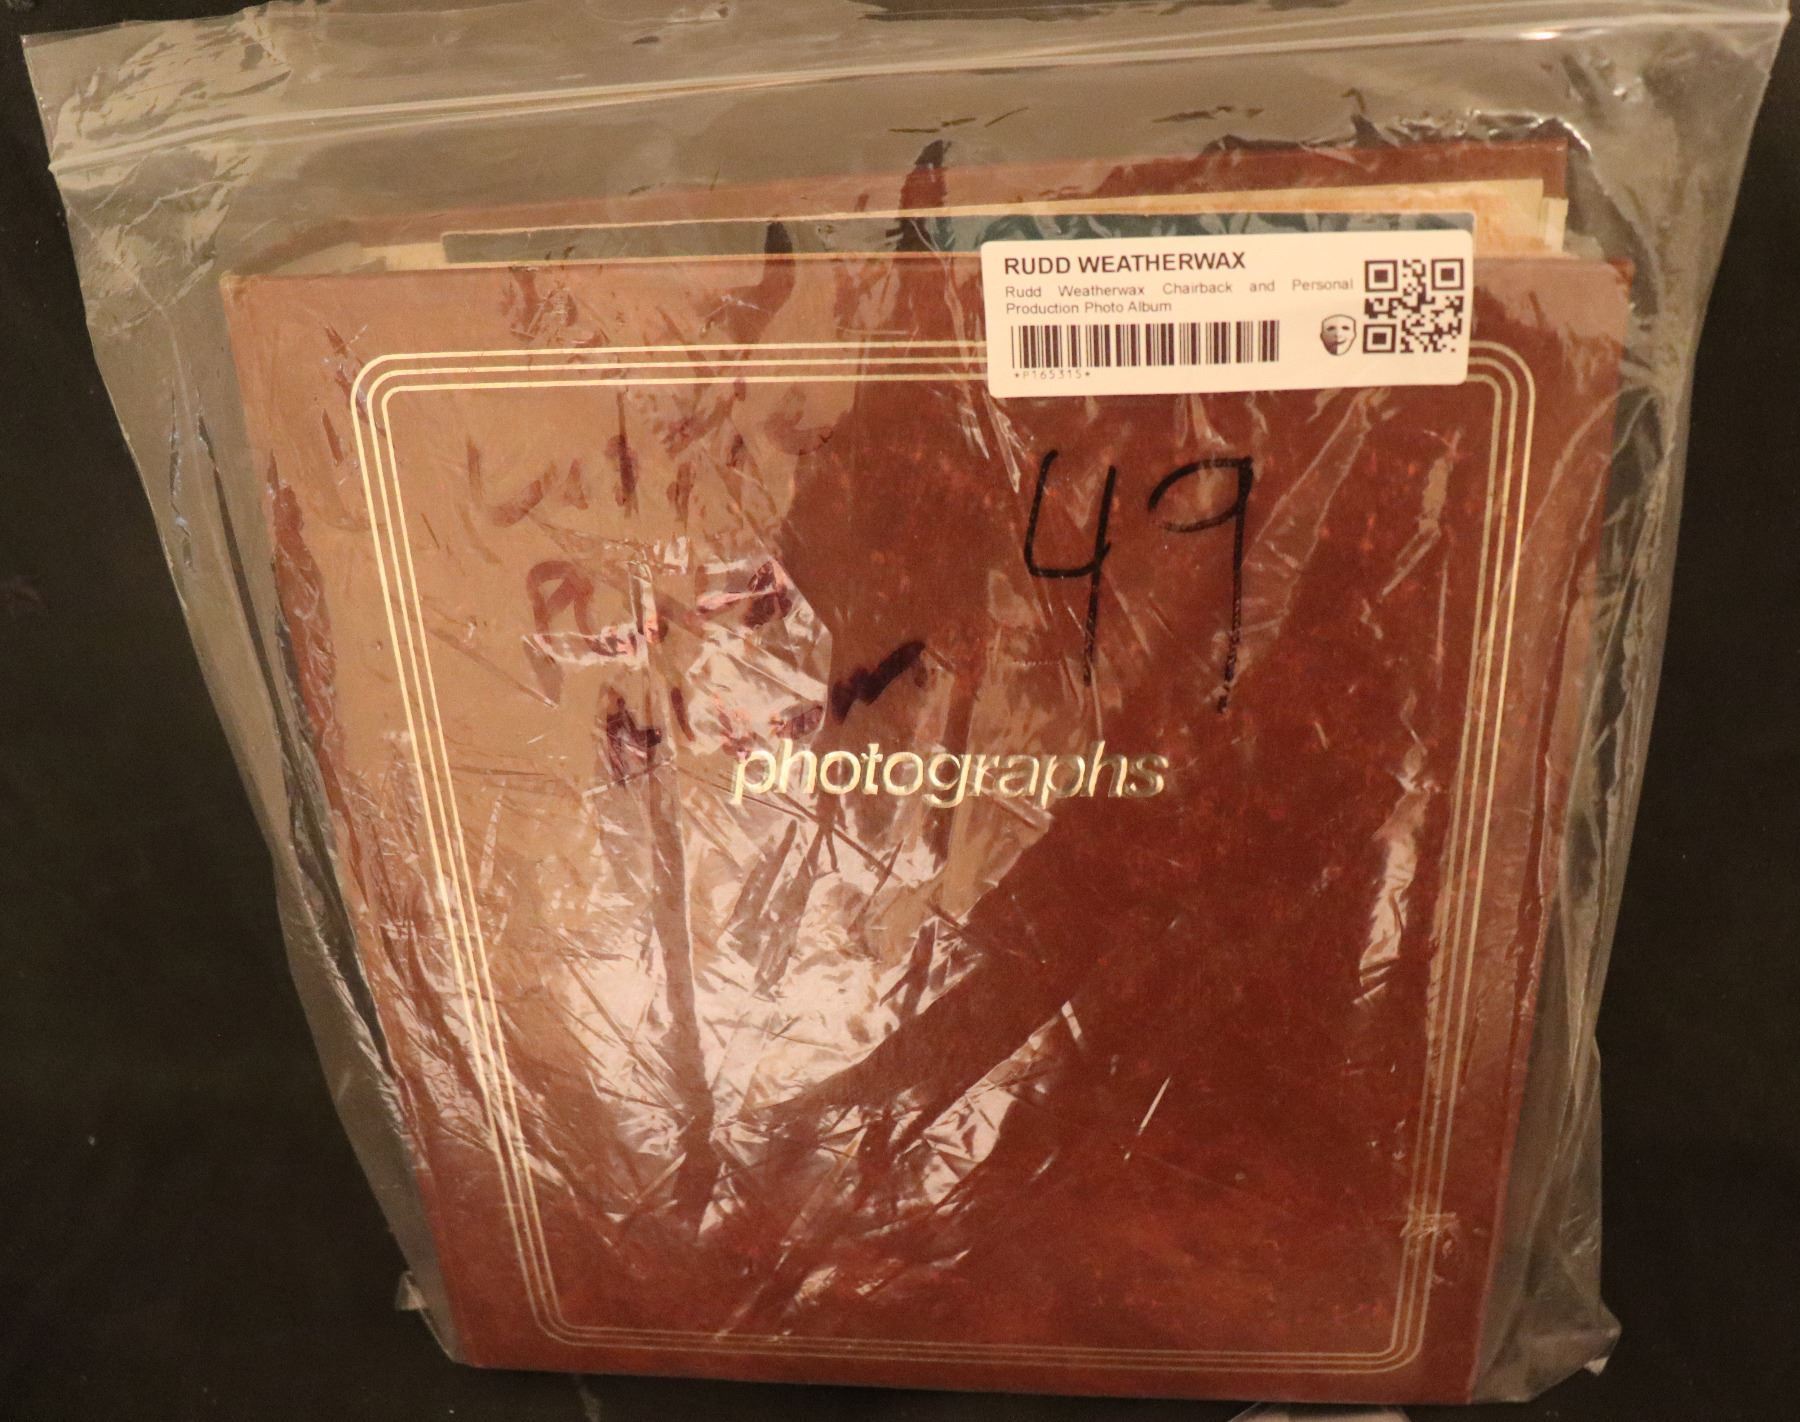 RUDD WEATHERWAX
Rudd Weatherwax Chairback and Personal
Production Photo Album
*P165315*
49
photographs